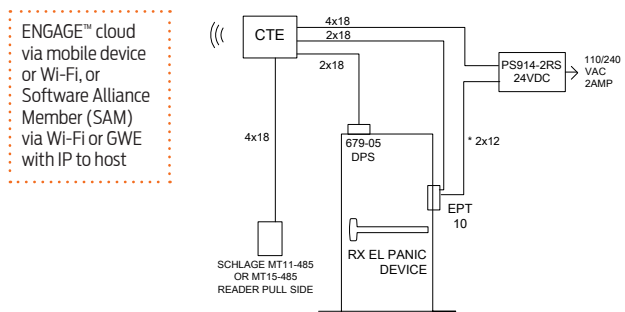 ENGAGE™ cloud
via mobile device
or Wi-Fi, or
Software Alliance
Member (SAM)
via Wi-Fi or GWE
with IP to host
CTE
4x18
2x18
2x18
4x18
PS914-2RS
24VDC
110/240
VAC
2AMP
679-05
DPS
* 2x12
EPT
10
RX EL PANIC
DEVICE
SCHLAGE MT11-485
OR MT15-485
READER PULL SIDE